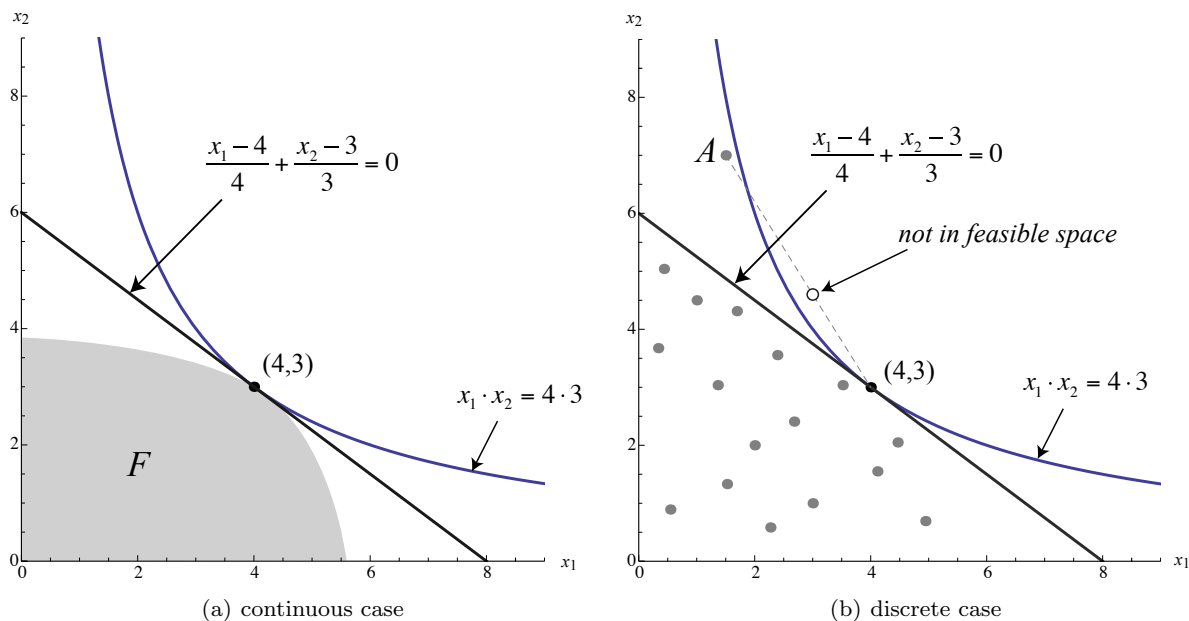 x₂
8
6
4
2
0
0 2 4 6 8 x₁
(x₁ − 4)/4 + (x₂ − 3)/3 = 0
(4,3)
x₁ · x₂ = 4 · 3
F
(a) continuous case
x₂
8
6
4
2
0
0 2 4 6 8 x₁
A
(x₁ − 4)/4 + (x₂ − 3)/3 = 0
not in feasible space
(4,3)
x₁ · x₂ = 4 · 3
(b) discrete case